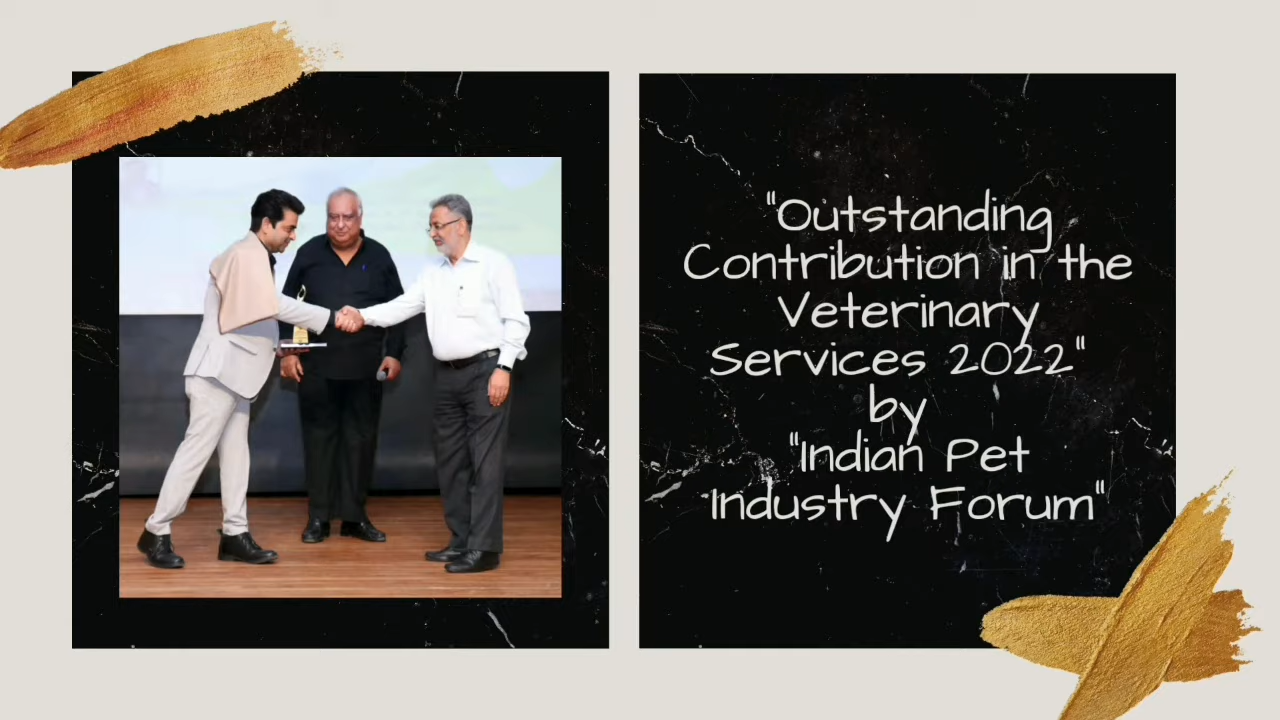 "Outstanding
Contribution in the
Veterinary
Services 2022"
by
"Indian Pet
Industry Forum"